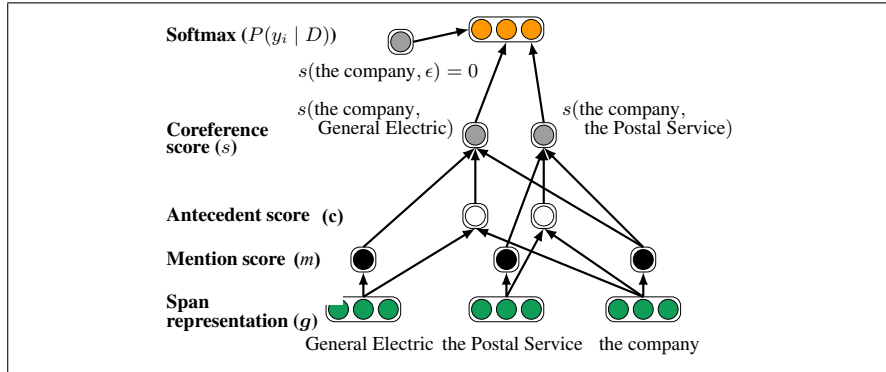 Softmax (P(y_i | D))
s(the company, ϵ) = 0
s(the company,
General Electric)
s(the company,
the Postal Service)
Coreference
score (s)
Antecedent score (c)
Mention score (m)
Span
representation (g)
General Electric the Postal Service the company